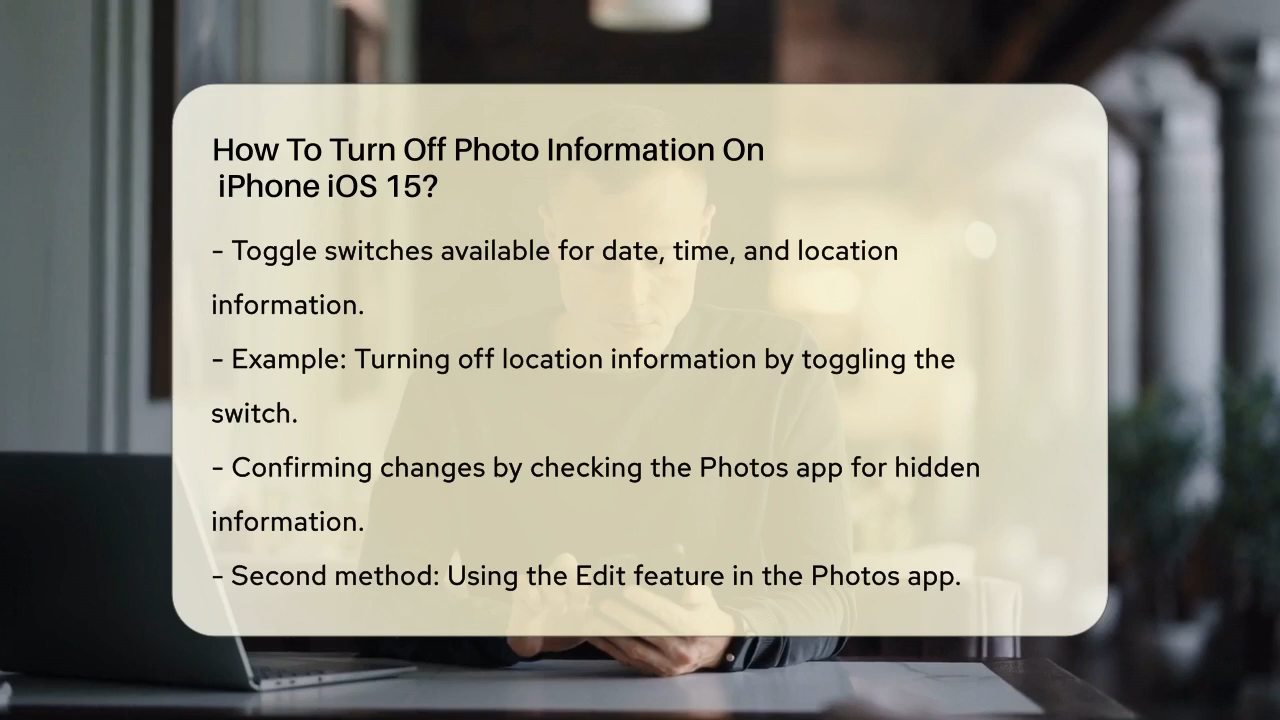 How To Turn Off Photo Information On
iPhone iOS 15?
- Toggle switches available for date, time, and location
information.
- Example: Turning off location information by toggling the
switch.
- Confirming changes by checking the Photos app for hidden
information.
- Second method: Using the Edit feature in the Photos app.